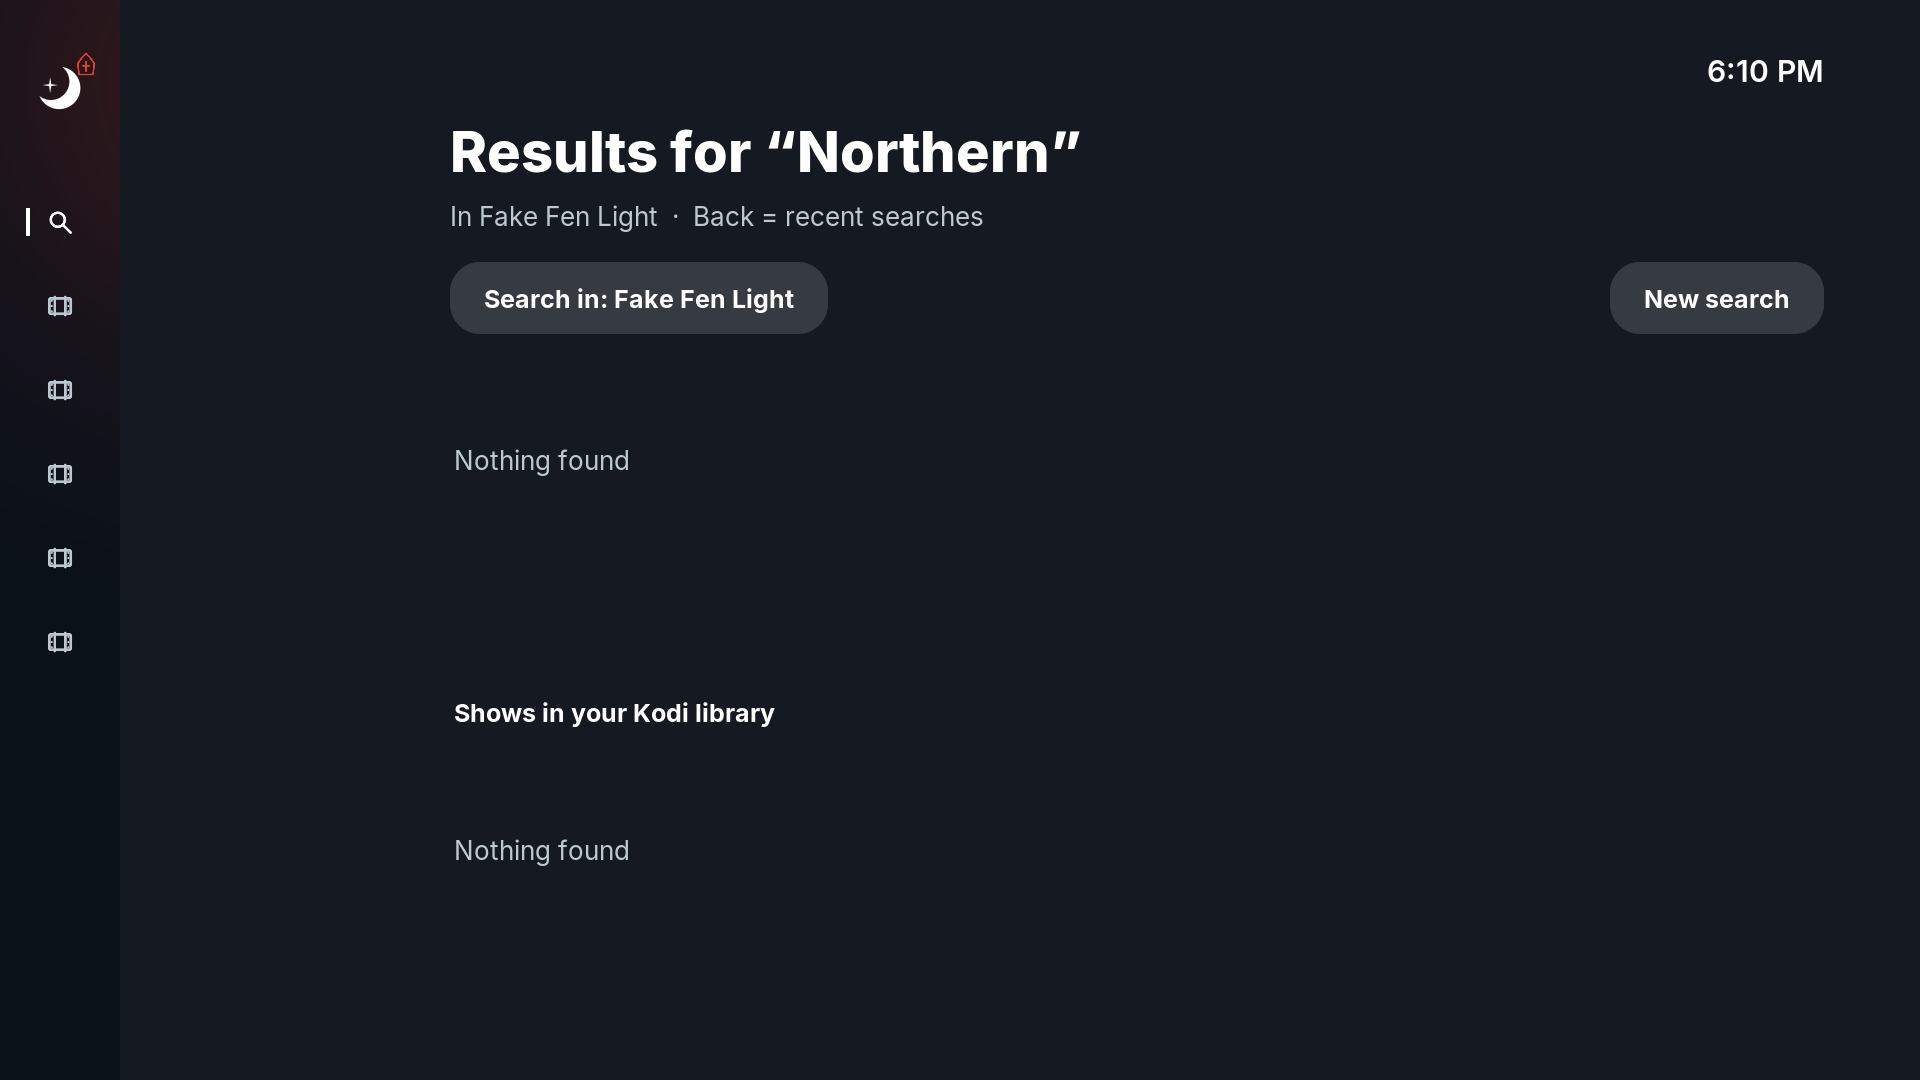 6:10 PM
Results for “Northern”
In Fake Fen Light · Back = recent searches
Search in: Fake Fen Light
New search
Nothing found
Shows in your Kodi library
Nothing found